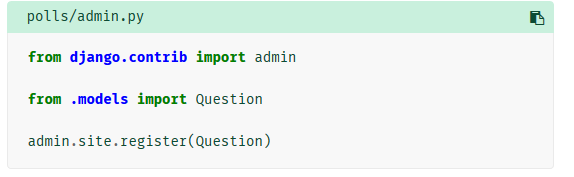 polls/admin.py
from django.contrib import admin
from .models import Question
admin.site.register(Question)